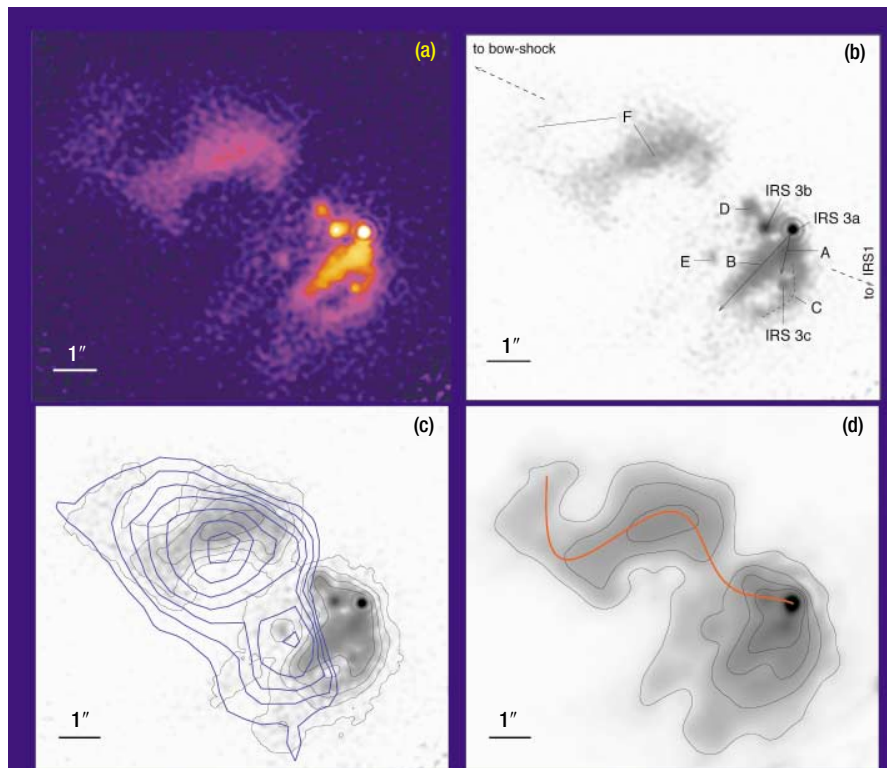 (a)
1″
to bow-shock
(b)
F
D
IRS 3b
IRS 3a
E
B
A
to IRS1
C
IRS 3c
1″
(c)
1″
(d)
1″